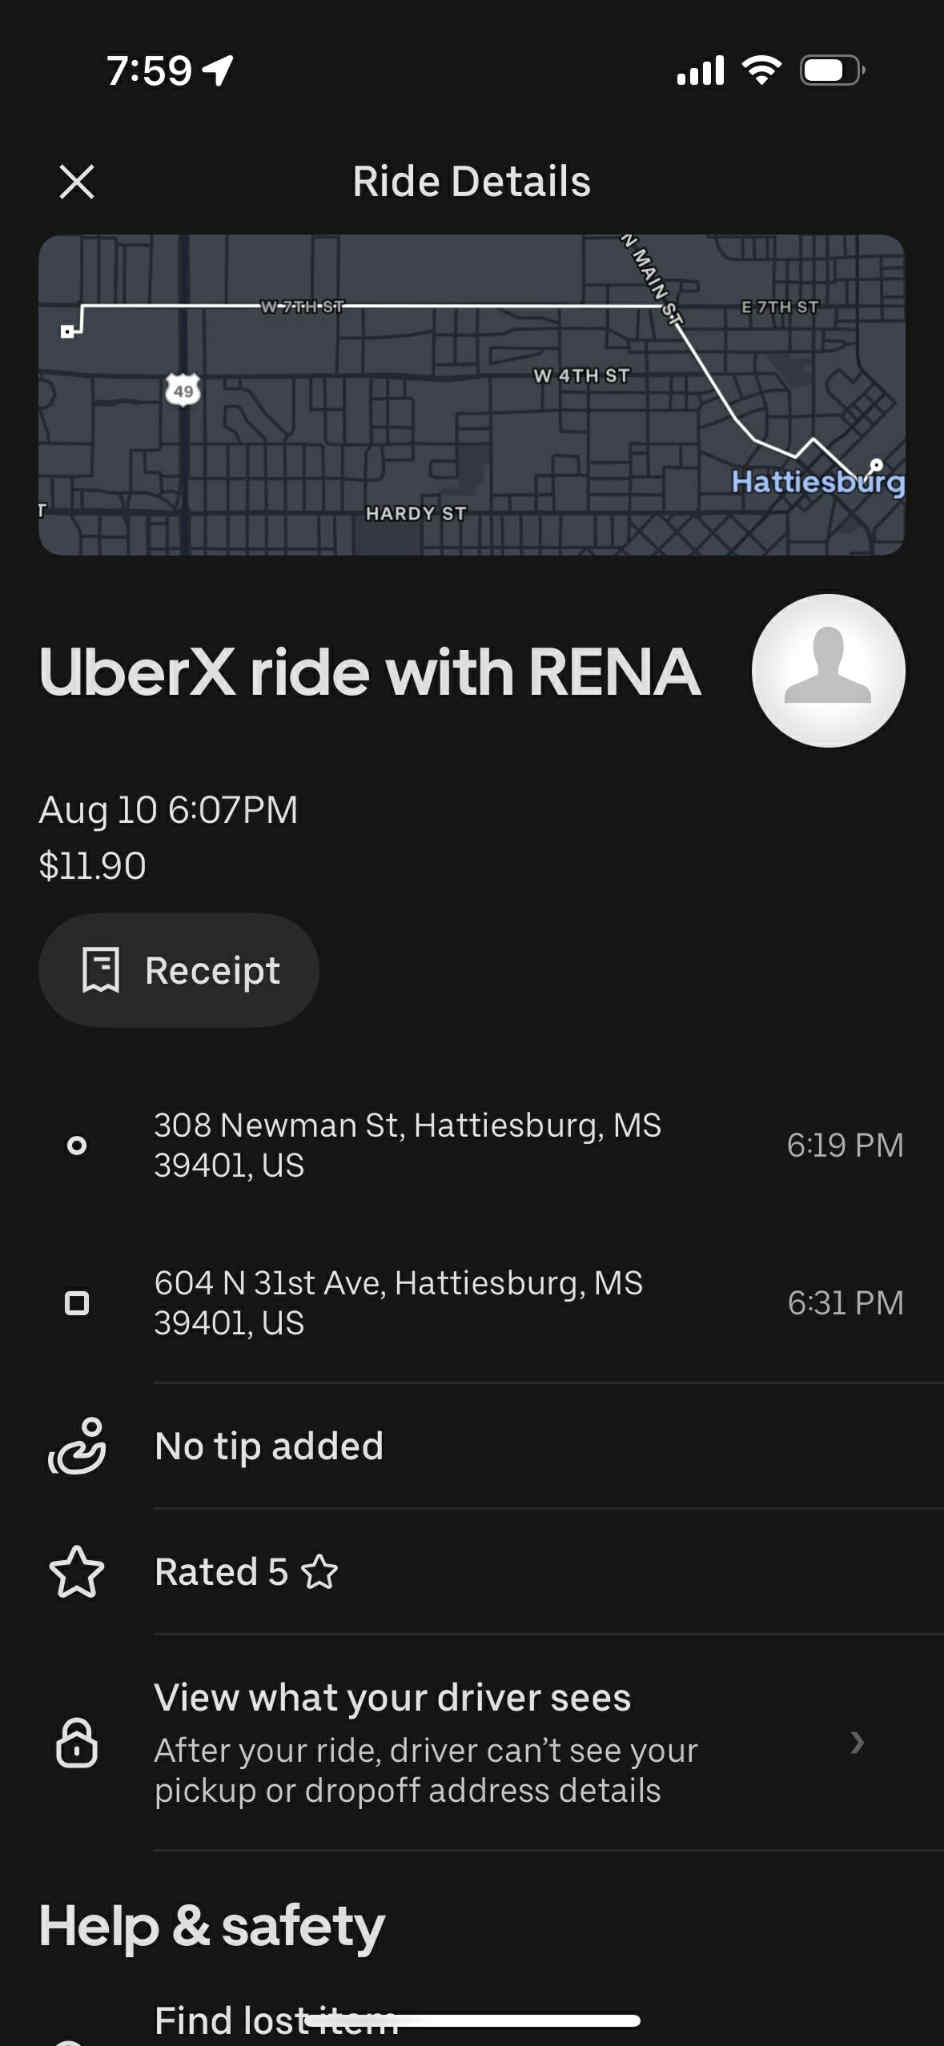 7:59
Ride Details
N MAIN ST
W 7TH ST
E 7TH ST
W 4TH ST
49
Hattiesburg
T
HARDY ST
UberX ride with RENA
Aug 10 6:07PM
$11.90
Receipt
308 Newman St, Hattiesburg, MS
39401, US
6:19 PM
604 N 31st Ave, Hattiesburg, MS
39401, US
6:31 PM
No tip added
Rated 5
View what your driver sees
After your ride, driver can’t see your
pickup or dropoff address details
Help & safety
Find lost item